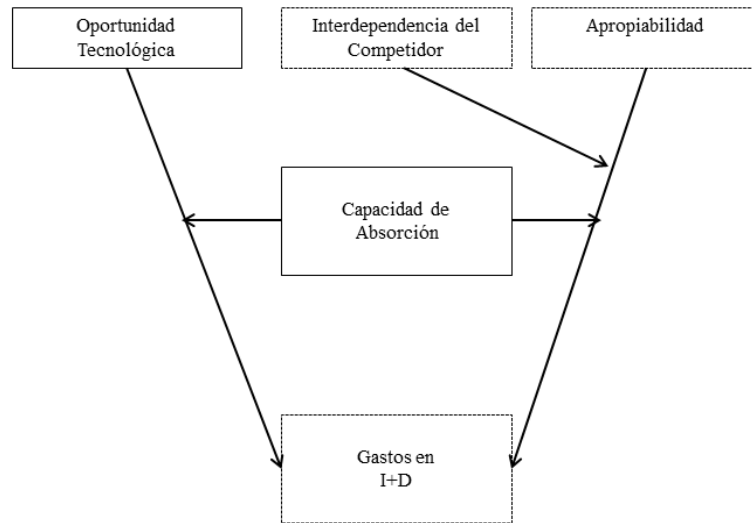 Oportunidad
Tecnológica
Interdependencia del
Competidor
Apropiabilidad
Capacidad de
Absorción
Gastos en
I+D